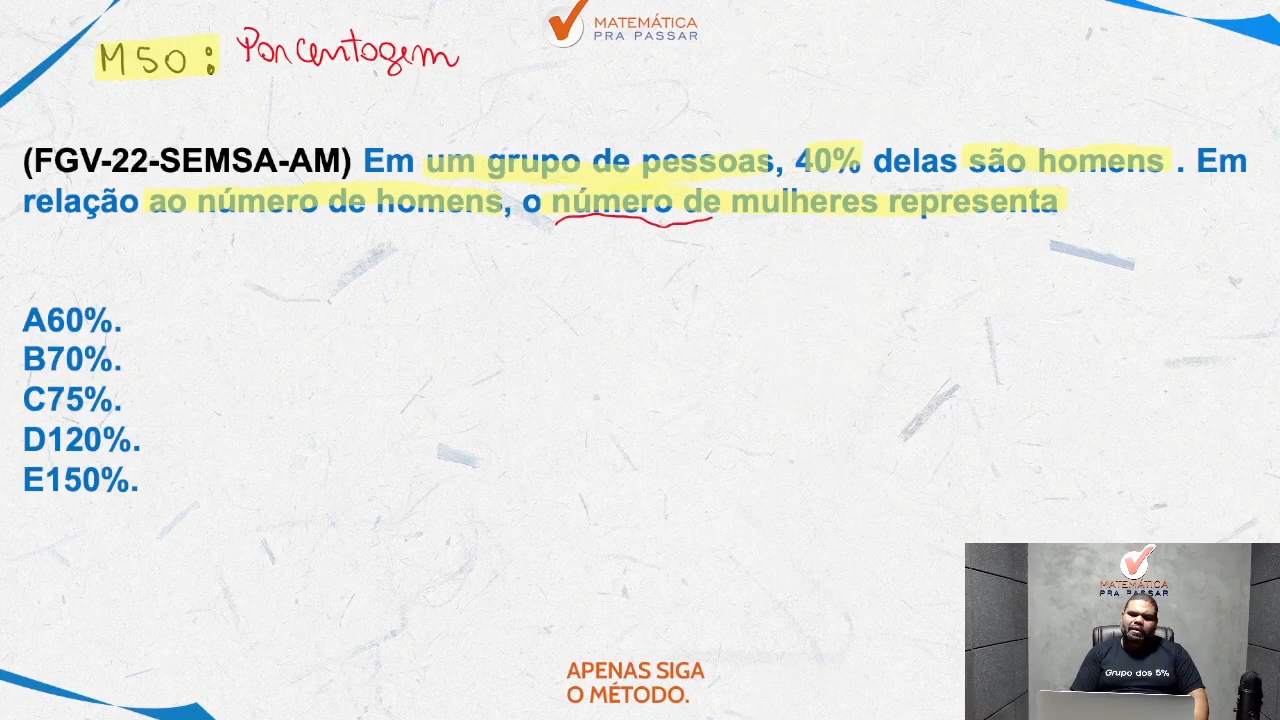 MATEMÁTICA
PRA PASSAR
M50: Porcentagem
(FGV-22-SEMSA-AM) Em um grupo de pessoas, 40% delas são homens . Em
relação ao número de homens, o número de mulheres representa
A60%.
B70%.
C75%.
D120%.
E150%.
MATEMÁTICA
PRA PASSAR
Grupo dos 5%
APENAS SIGA
O MÉTODO.